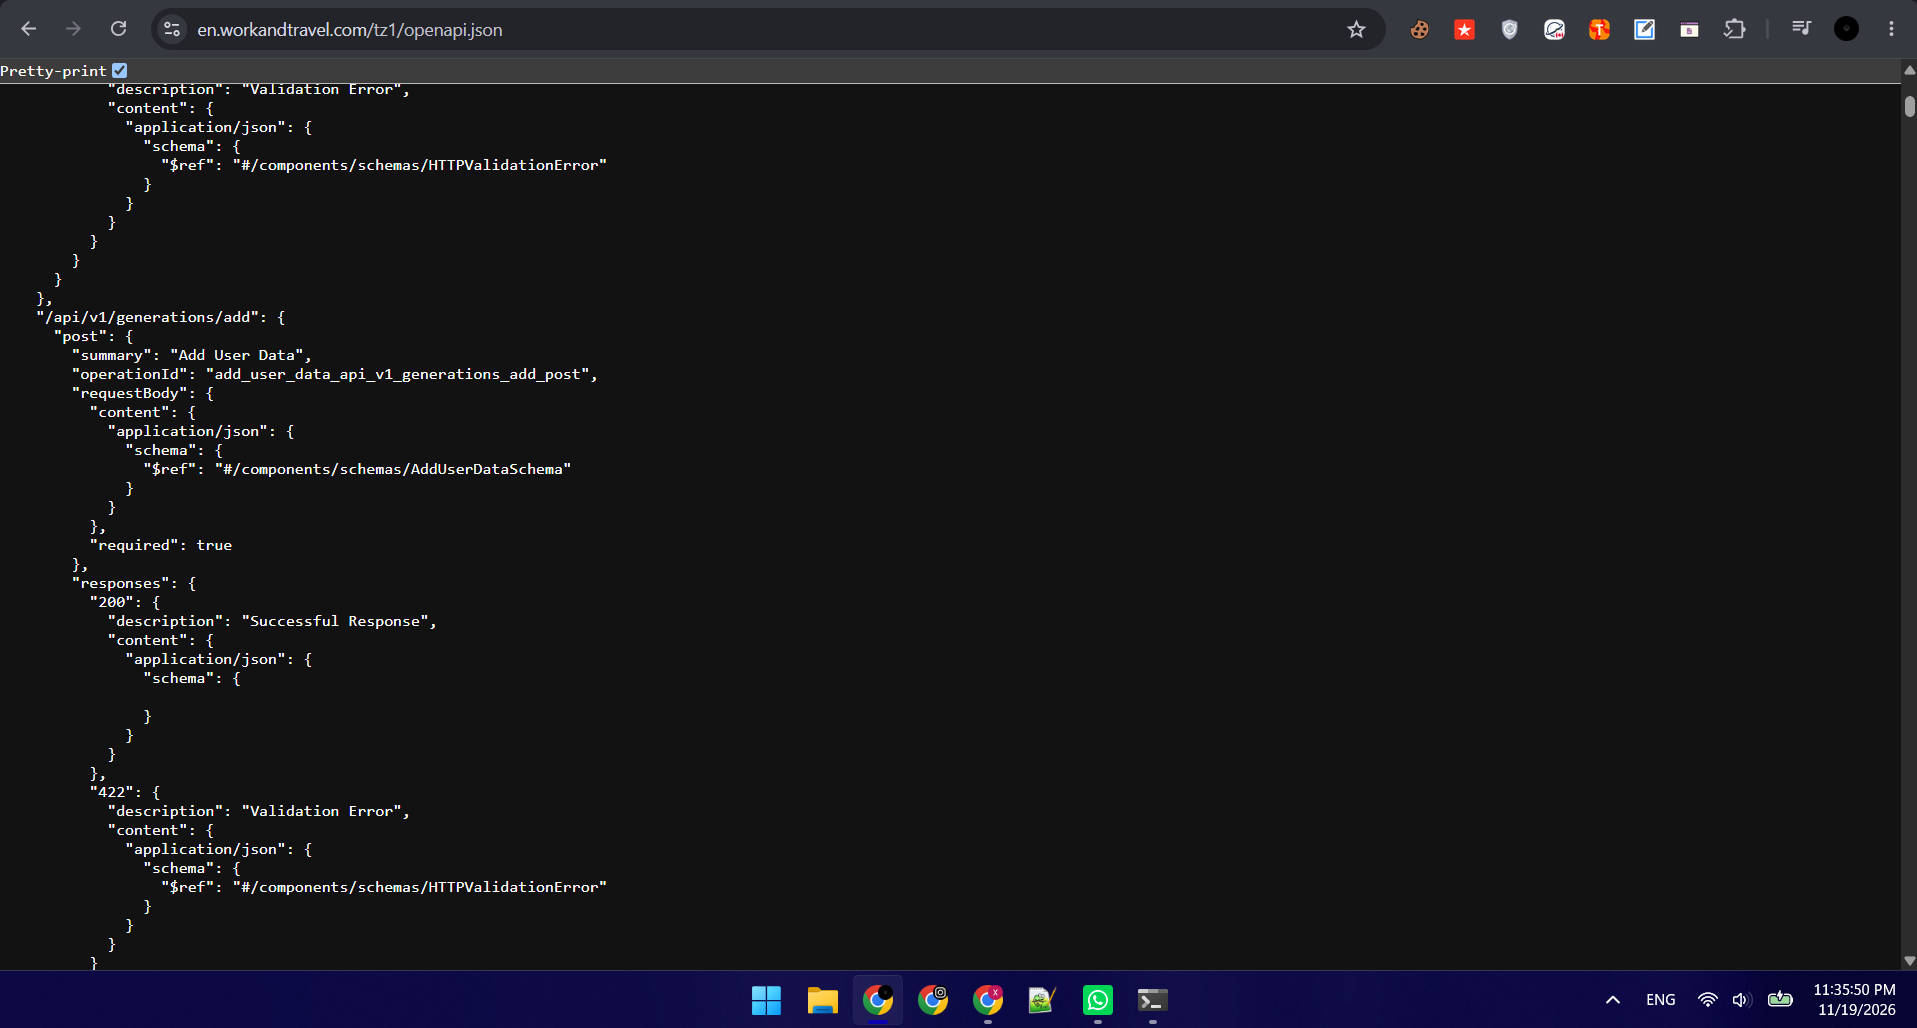 en.workandtravel.com/tz1/openapi.json
Pretty-print
"description": "Validation Error",
"content": {
"application/json": {
"schema": {
"$ref": "#/components/schemas/HTTPValidationError"
}
}
}
}
}
}
},
"/api/v1/generations/add": {
"post": {
"summary": "Add User Data",
"operationId": "add_user_data_api_v1_generations_add_post",
"requestBody": {
"content": {
"application/json": {
"schema": {
"$ref": "#/components/schemas/AddUserDataSchema"
}
}
},
"required": true
},
"responses": {
"200": {
"description": "Successful Response",
"content": {
"application/json": {
"schema": {
}
}
}
},
"422": {
"description": "Validation Error",
"content": {
"application/json": {
"schema": {
"$ref": "#/components/schemas/HTTPValidationError"
}
}
}
}
ENG
11:35:50 PM
11/19/2026